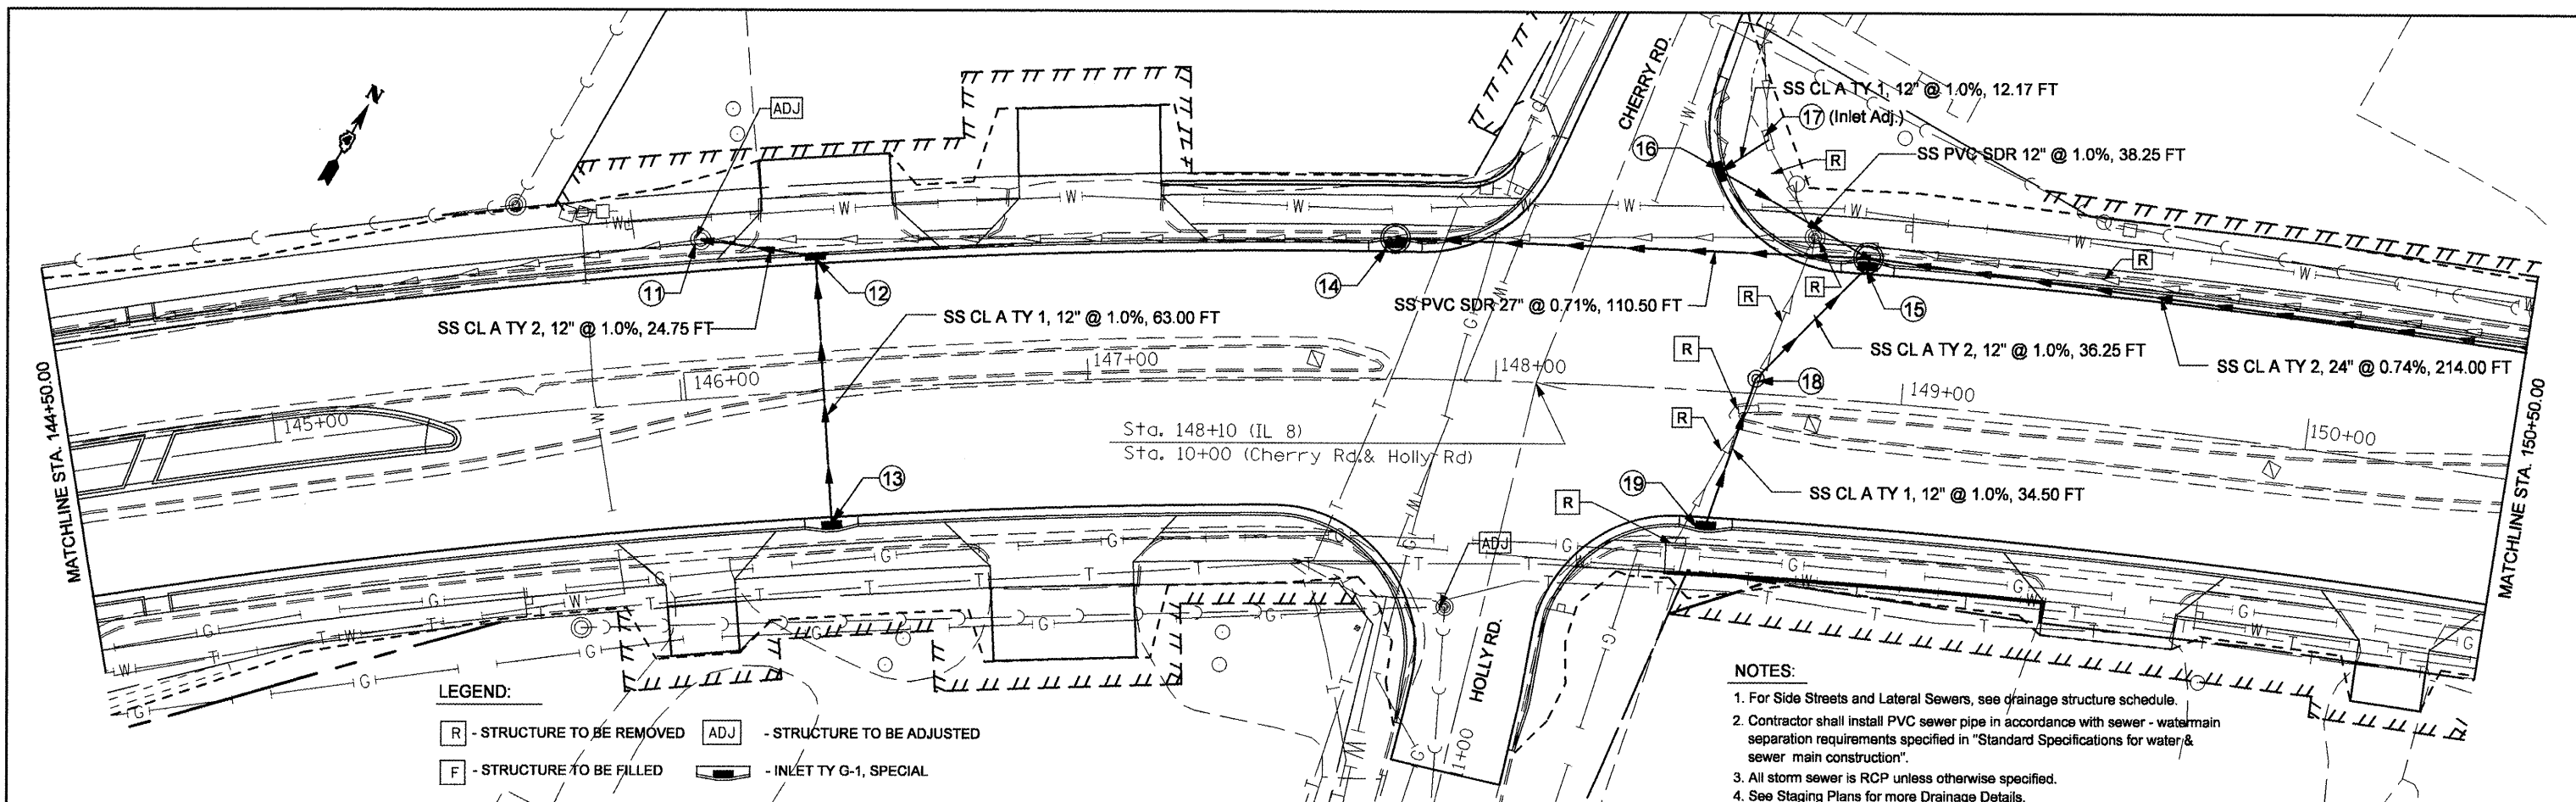 N
ADJ
CHERRY RD.
SS CL A TY 1, 12" @ 1.0%, 12.17 FT
17 (Inlet Adj.)
16
R
SS PVC SDR 12" @ 1.0%, 38.25 FT
11
12
14
15
R
R
R
SS CL A TY 2, 12" @ 1.0%, 24.75 FT
SS CL A TY 1, 12" @ 1.0%, 63.00 FT
SS PVC SDR 27" @ 0.71%, 110.50 FT
SS CL A TY 2, 12" @ 1.0%, 36.25 FT
SS CL A TY 2, 24" @ 0.74%, 214.00 FT
R
18
R
MATCHLINE STA. 144+50.00
145+00
146+00
147+00
148+00
149+00
150+00
MATCHLINE STA. 150+50.00
Sta. 148+10 (IL 8)
Sta. 10+00 (Cherry Rd.& Holly Rd)
13
19
R
SS CL A TY 1, 12" @ 1.0%, 34.50 FT
ADJ
HOLLY RD.
11+00
LEGEND:
R - STRUCTURE TO BE REMOVED ADJ - STRUCTURE TO BE ADJUSTED
F - STRUCTURE TO BE FILLED - INLET TY G-1, SPECIAL
NOTES:
1. For Side Streets and Lateral Sewers, see drainage structure schedule.
2. Contractor shall install PVC sewer pipe in accordance with sewer - watermain
separation requirements specified in "Standard Specifications for water &
sewer main construction".
3. All storm sewer is RCP unless otherwise specified.
4. See Staging Plans for more Drainage Details.